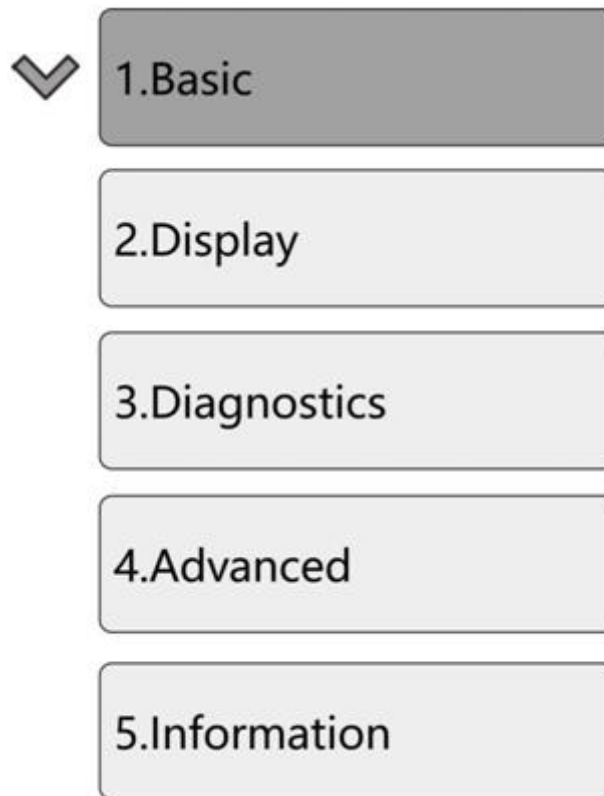 1.Basic
2.Display
3.Diagnostics
4.Advanced
5.Information